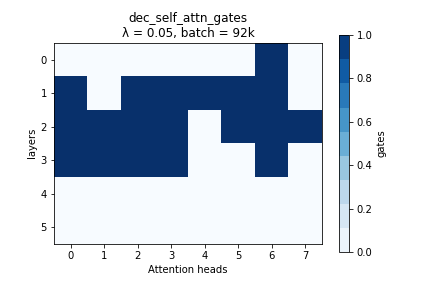 dec_self_attn_gates
λ = 0.05, batch = 92k
layers
0
1
2
3
4
5
0 1 2 3 4 5 6 7
Attention heads
1.0
0.8
0.6
0.4
0.2
0.0
gates